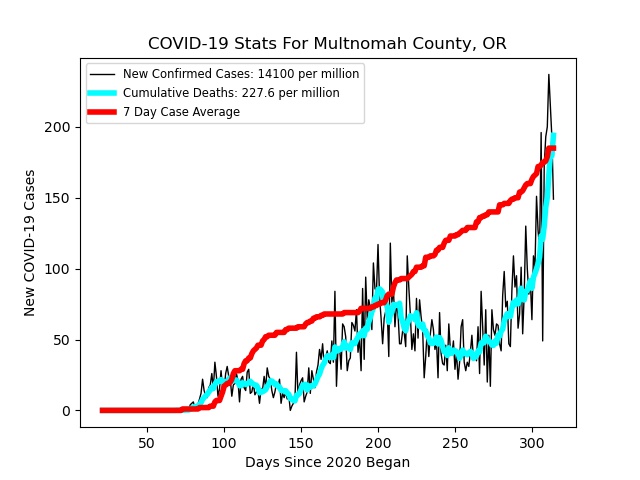 COVID-19 Stats For Multnomah County, OR
New Confirmed Cases: 14100 per million
Cumulative Deaths: 227.6 per million
7 Day Case Average
New COVID-19 Cases
200
150
100
50
0
50 100 150 200 250 300
Days Since 2020 Began